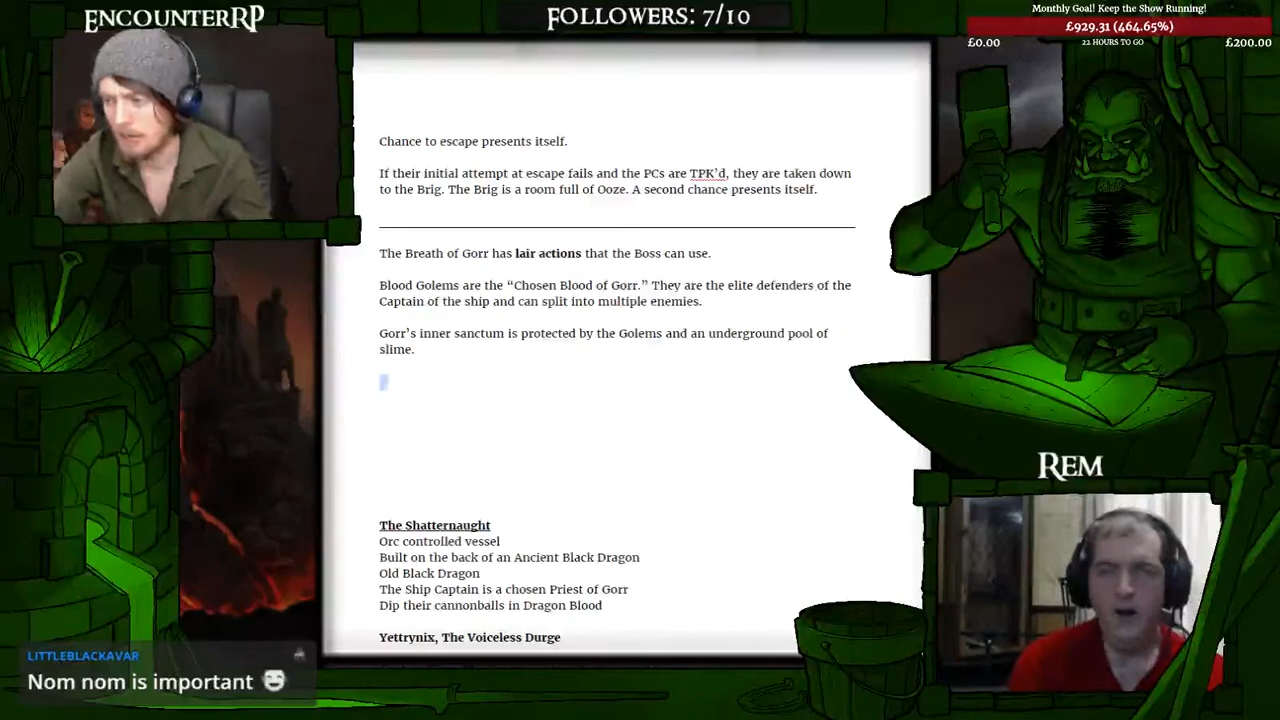 EncounterRP
Followers: 7/10
Monthly Goal! Keep the Show Running!
£929.31 (464.65%)
£0.00
22 HOURS TO GO
£200.00
Chance to escape presents itself.
If their initial attempt at escape fails and the PCs are TPK’d, they are taken down
to the Brig. The Brig is a room full of Ooze. A second chance presents itself.
The Breath of Gorr has lair actions that the Boss can use.
Blood Golems are the “Chosen Blood of Gorr.” They are the elite defenders of the
Captain of the ship and can split into multiple enemies.
Gorr’s inner sanctum is protected by the Golems and an underground pool of
slime.
Rem
The Shatternaught
Orc controlled vessel
Built on the back of an Ancient Black Dragon
Old Black Dragon
The Ship Captain is a chosen Priest of Gorr
Dip their cannonballs in Dragon Blood
Yettrynix, The Voiceless Durge
LITTLEBLACKAVAR
Nom nom is important